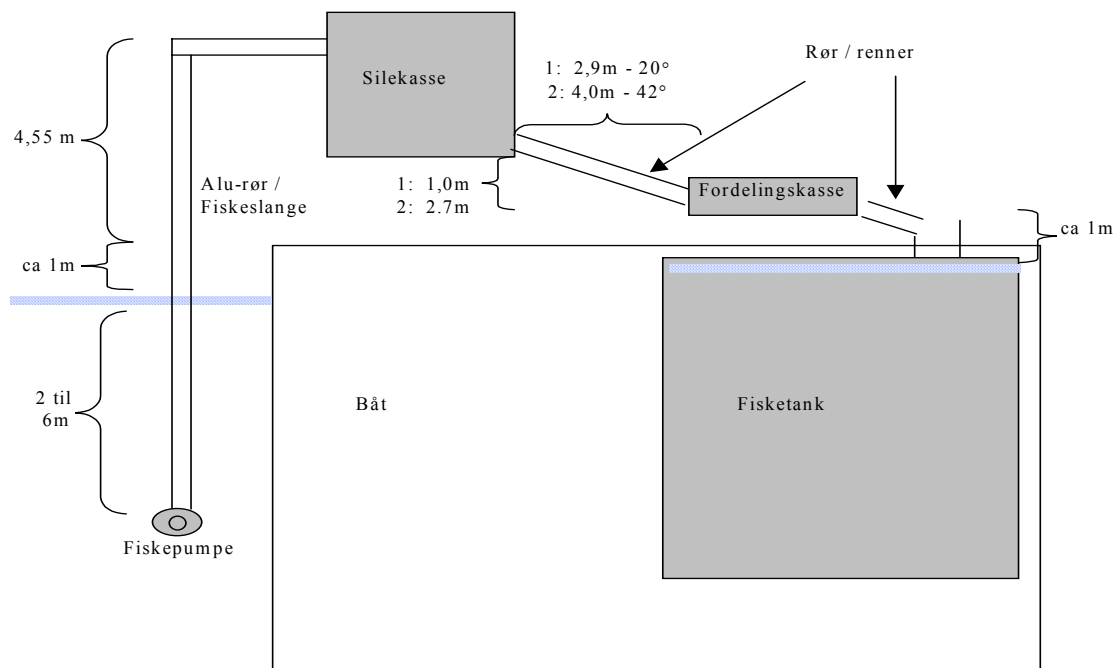 Rør / renner
Silekasse
1: 2,9m - 20°
2: 4,0m - 42°
4,55 m
Alu-rør /
Fiskeslange
1: 1,0m
2: 2.7m
Fordelingskasse
ca 1m
ca 1m
2 til
6m
Båt
Fisketank
Fiskepumpe